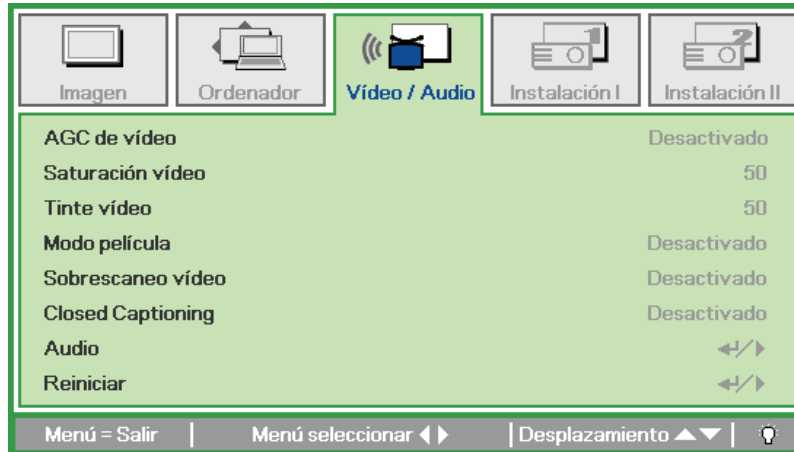 Imagen
Ordenador
Vídeo / Audio
Instalación I
Instalación II
AGC de vídeo Desactivado
Saturación vídeo 50
Tinte vídeo 50
Modo película Desactivado
Sobrescaneo vídeo Desactivado
Closed Captioning Desactivado
Audio
Reiniciar
Menú = Salir Menú seleccionar Desplazamiento